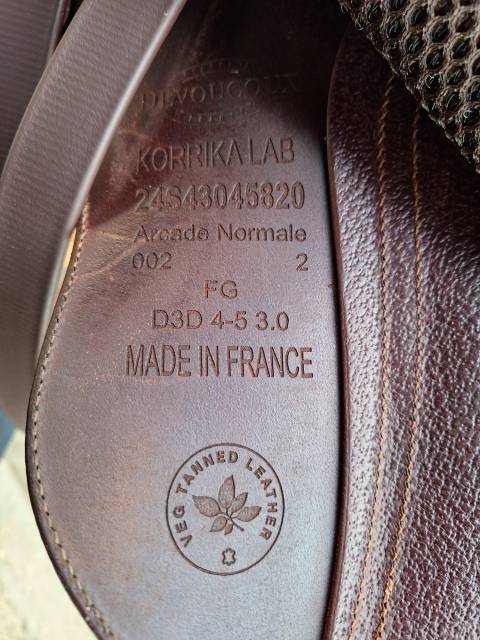 DEVOUCOUX
KORRIKA LAB
24S43045820
Arcade Normale
002 2
FG
D3D 4-5 3.0
MADE IN FRANCE
VEG TANNED LEATHER